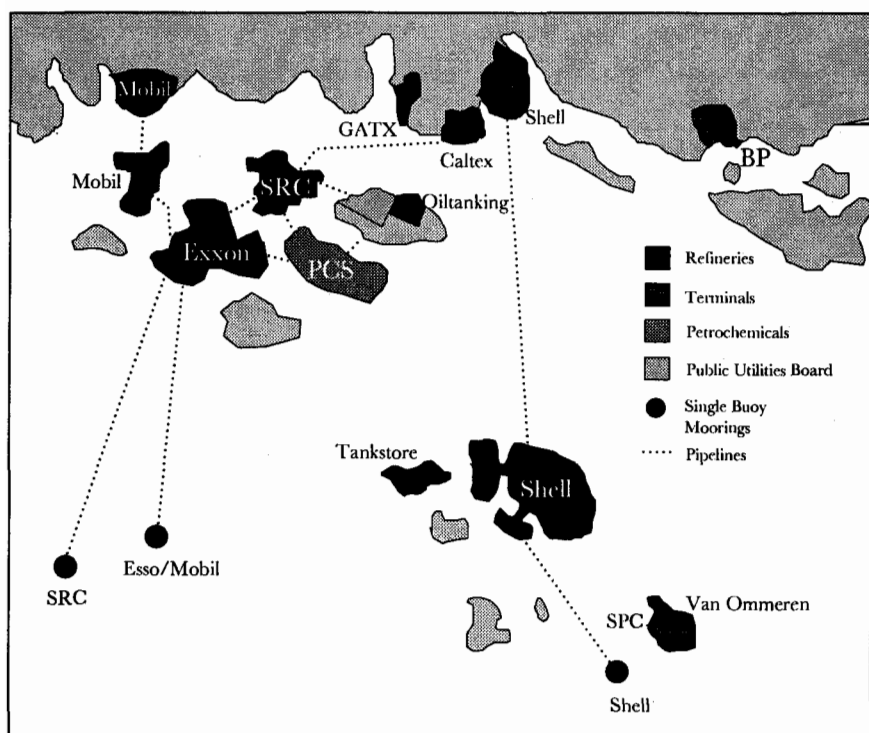 Mobil
Shell
GATX
Caltex
BP
Mobil
SRC
Oiltanking
Exxon
PCS
Refineries
Terminals
Petrochemicals
Public Utilities Board
Single Buoy
Moorings
Pipelines
Tankstore
Shell
Esso/Mobil
SRC
Van Ommeren
SPC
Shell